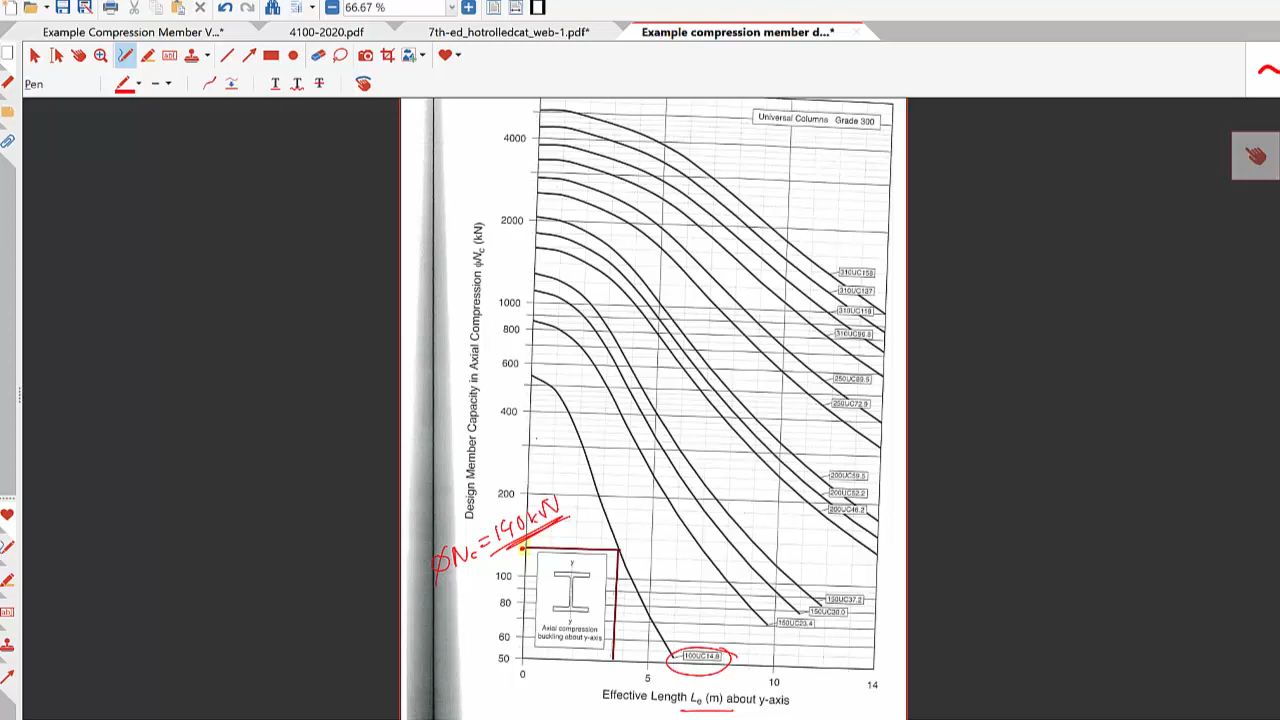 66.67 %
Example Compression Member V...*
4100-2020.pdf
7th-ed_hotrolledcat_web-1.pdf*
Example compression member d...*
Pen
Universal Columns Grade 300
4000
2000
1000
800
600
400
200
100
80
60
50
Design Member Capacity in Axial Compression ϕNc (kN)
310UC158
310UC137
310UC118
310UC96.8
250UC89.5
250UC72.9
200UC59.5
200UC52.2
200UC46.2
ϕNc = 140kN
y
y
Axial compression
buckling about y-axis
150UC37.2
150UC30.0
150UC23.4
100UC14.8
0
5
10
14
Effective Length Le (m) about y-axis